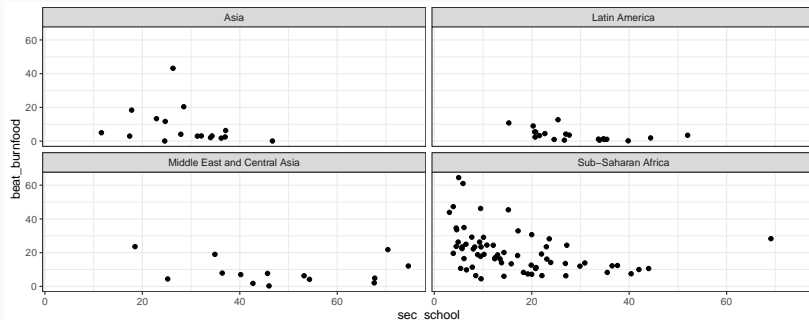 Asia
Latin America
60
40
20
0
Middle East and Central Asia
Sub−Saharan Africa
60
40
20
0
0
20
40
60
0
20
40
60
sec_school
beat_burnfood